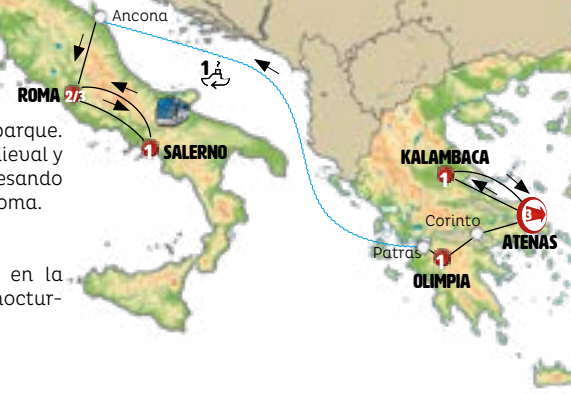 Ancona
1
ROMA 2/3
parque.
dieval y
esando
oma.
1 SALERNO
KALAMBACA
1
3
Corinto
ATENAS
Patras
1
OLIMPIA
en la
noctur-